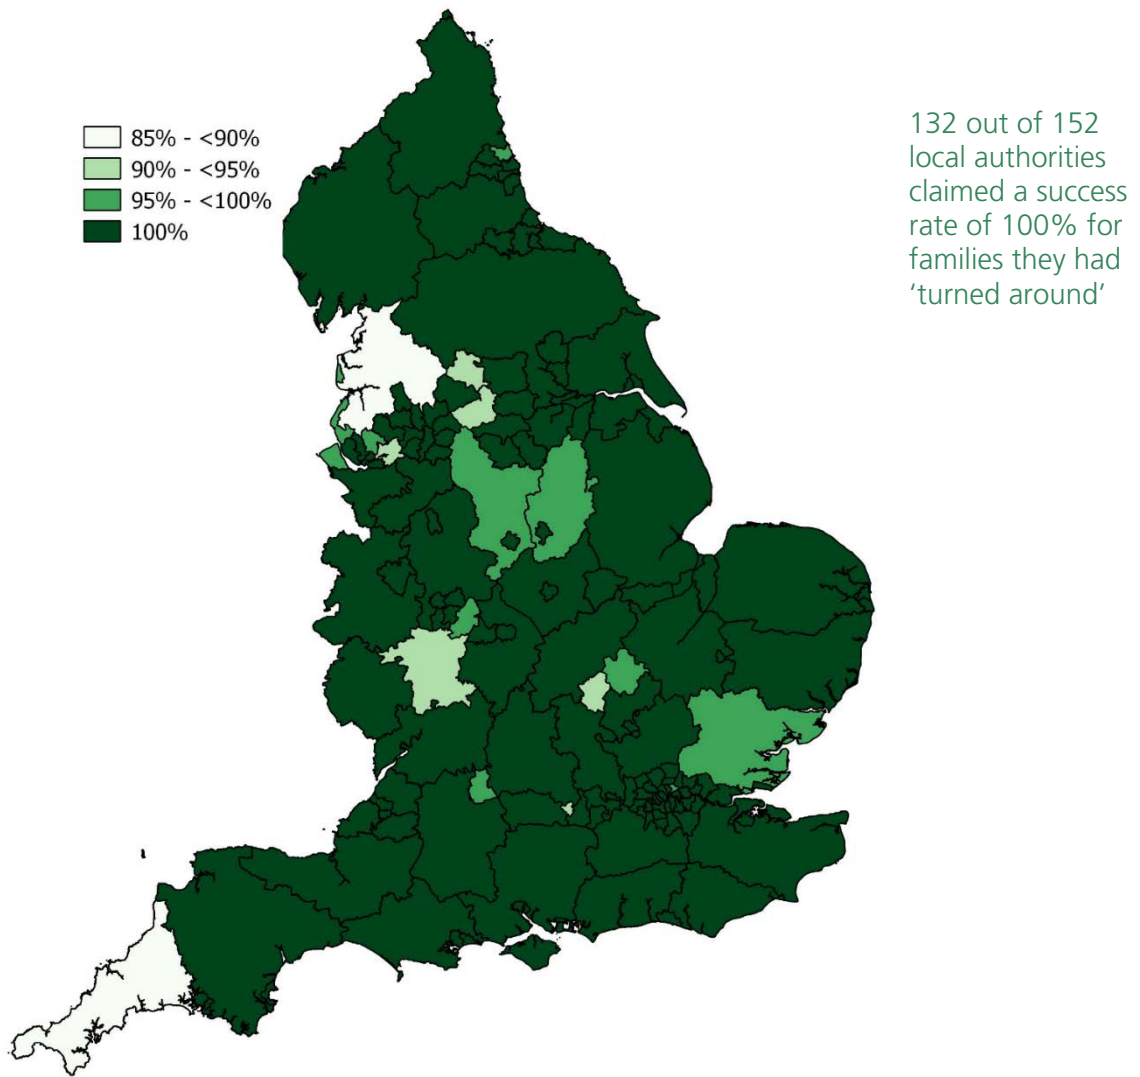 85% - <90%
90% - <95%
95% - <100%
100%
132 out of 152
local authorities
claimed a success
rate of 100% for
families they had
‘turned around’